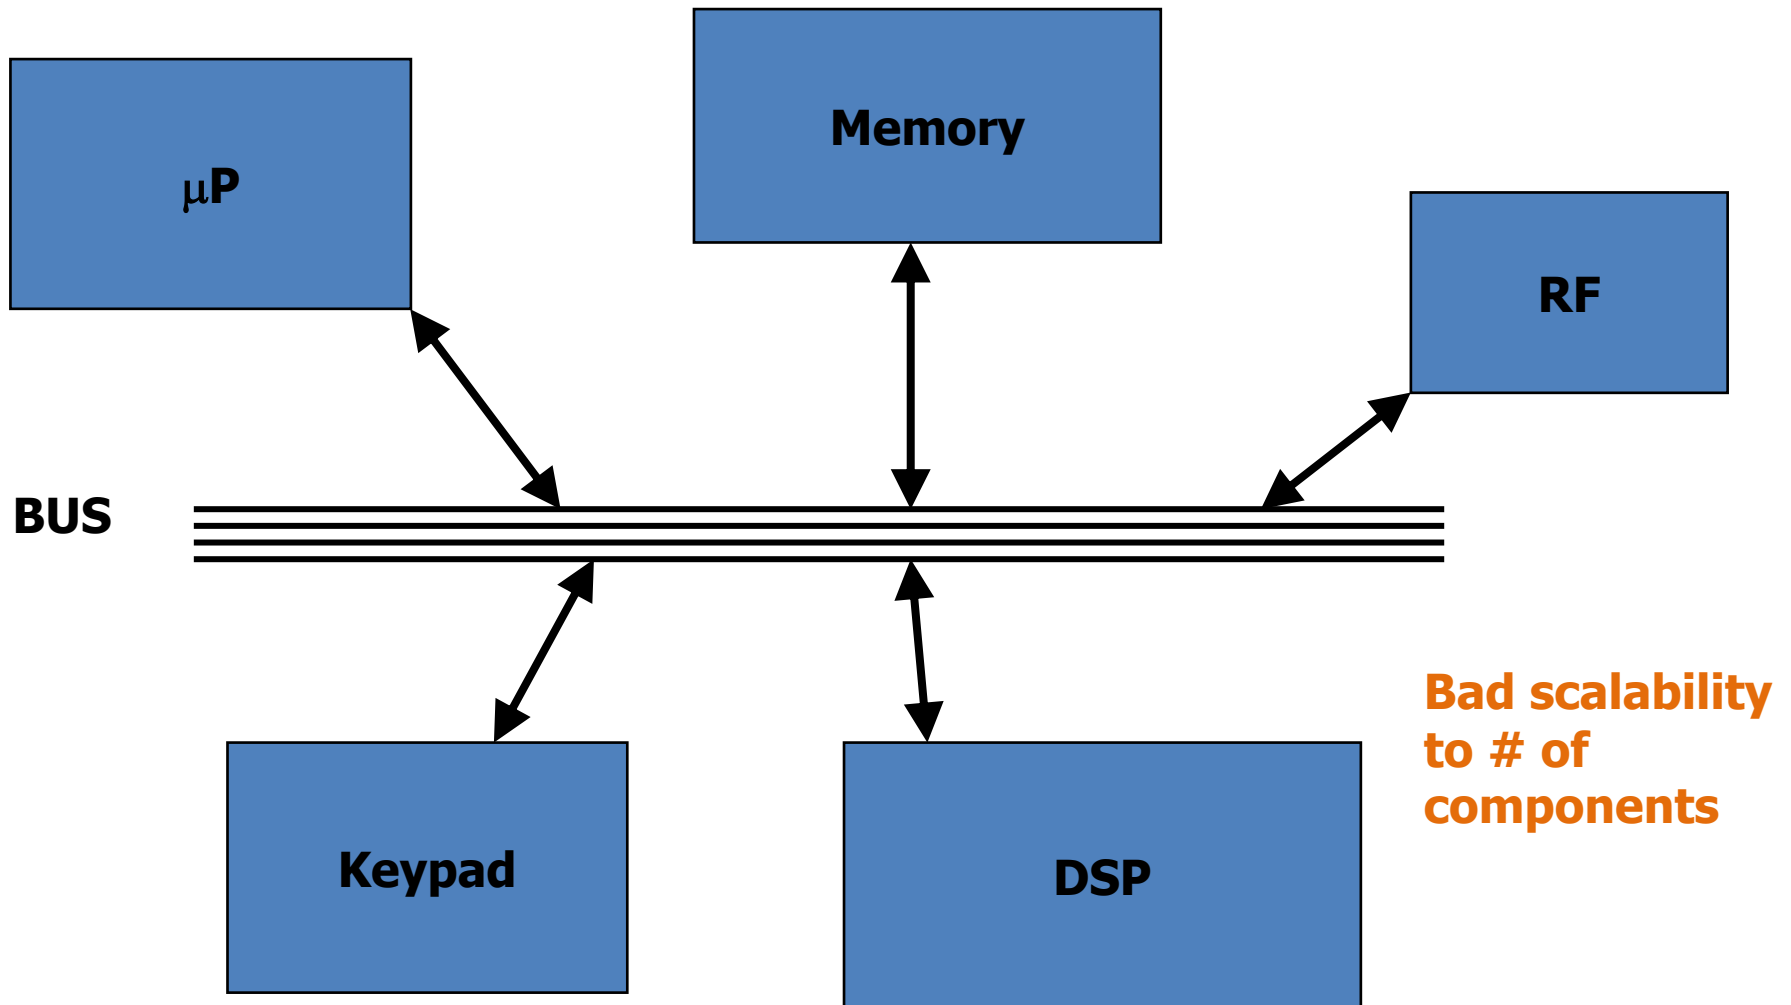 Memory
μP
RF
BUS
Bad scalability
to # of
components
Keypad
DSP